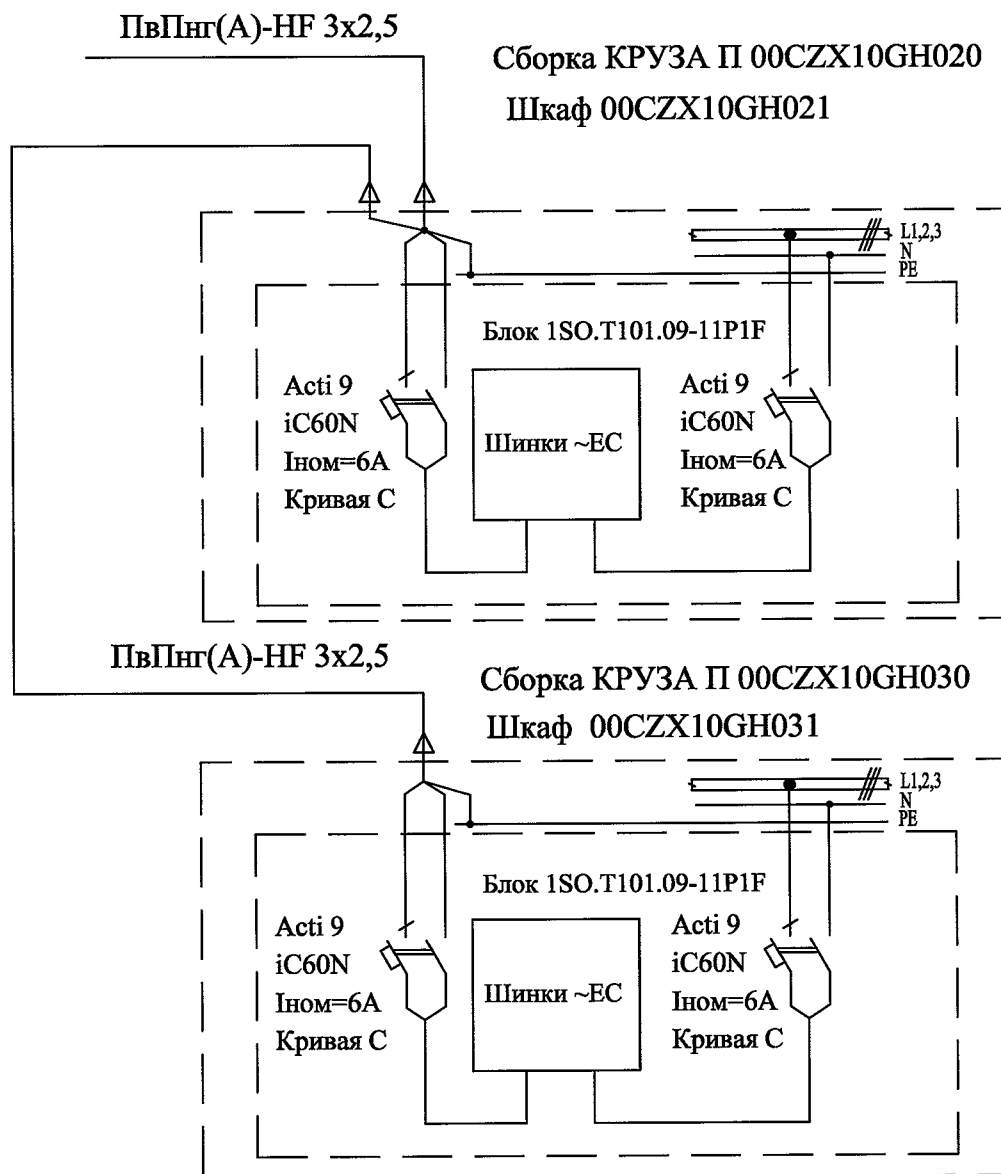 ПвПнг(А)-HF 3х2,5
Сборка КРУЗА П 00CZX10GH020
Шкаф 00CZX10GH021
L1,2,3
N
PE
Блок 1SO.T101.09-11P1F
Acti 9
iC60N
Iном=6А
Кривая С
Шинки ~ЕС
Acti 9
iC60N
Iном=6А
Кривая С
ПвПнг(А)-HF 3х2,5
Сборка КРУЗА П 00CZX10GH030
Шкаф 00CZX10GH031
L1,2,3
N
PE
Блок 1SO.T101.09-11P1F
Acti 9
iC60N
Iном=6А
Кривая С
Шинки ~ЕС
Acti 9
iC60N
Iном=6А
Кривая С